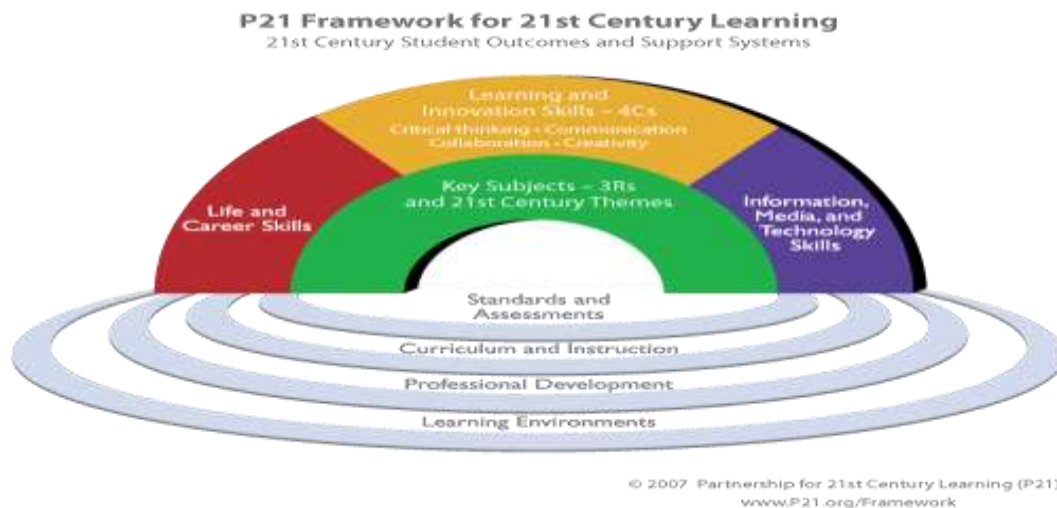 P21 Framework for 21st Century Learning
21st Century Student Outcomes and Support Systems
Learning and
Innovation Skills – 4Cs
Critical thinking • Communication
Collaboration • Creativity
Key Subjects – 3Rs
and 21st Century Themes
Life and
Career Skills
Information,
Media, and
Technology
Skills
Standards and
Assessments
Curriculum and Instruction
Professional Development
Learning Environments
© 2007 Partnership for 21st Century Learning (P21)
www.P21.org/Framework